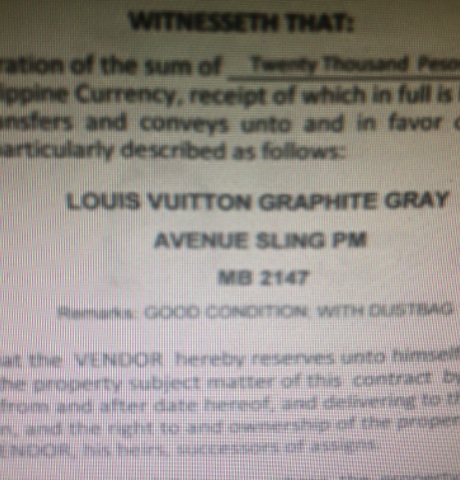 WITNESSETH THAT:
ration of the sum of Twenty Thousand Peso
ippine Currency, receipt of which in full is
ansfers and conveys unto and in favor
articularly described as follows:
LOUIS VUITTON GRAPHITE GRAY
AVENUE SLING PM
MB 2147
Remarks: GOOD CONDITION; WITH DUSTBAG
at the VENDOR hereby reserves unto himself
he property subject matter of this contract by
from and after date hereof, and delivering to th
n, and the right to and ownership of the proper
ENDOR, his heirs, successors of assigns.